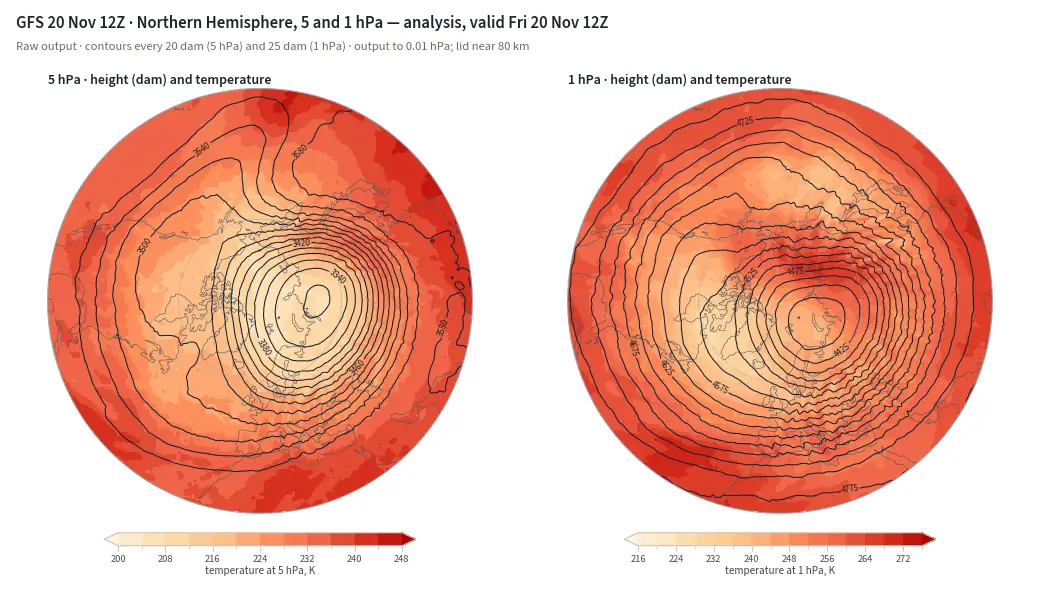 GFS 20 Nov 12Z · Northern Hemisphere, 5 and 1 hPa — analysis, valid Fri 20 Nov 12Z
Raw output · contours every 20 dam (5 hPa) and 25 dam (1 hPa) · output to 0.01 hPa; lid near 80 km
5 hPa · height (dam) and temperature
1 hPa · height (dam) and temperature
3640
3580
3500
3420
3340
3380
3590
4725
4475
4625
4425
4675
4625
4775
200 208 216 224 232 240 248
temperature at 5 hPa, K
216 224 232 240 248 256 264 272
temperature at 1 hPa, K